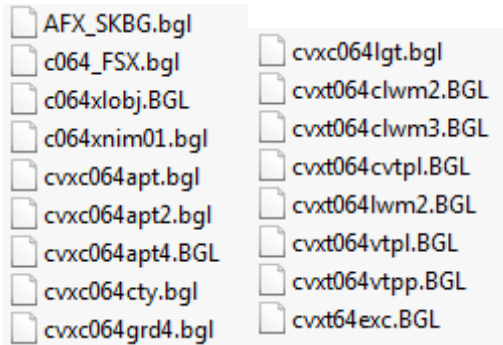 AFX_SKBG.bgl
c064_FSX.bgl
c064xlobj.BGL
c064xnim01.bgl
cvxc064apt.bgl
cvxc064apt2.bgl
cvxc064apt4.BGL
cvxc064cty.bgl
cvxc064grd4.bgl
cvxc064lgt.bgl
cvxt064clwm2.BGL
cvxt064clwm3.BGL
cvxt064cvtpl.BGL
cvxt064lwm2.BGL
cvxt064vtpl.BGL
cvxt064vtpp.BGL
cvxt64exc.BGL